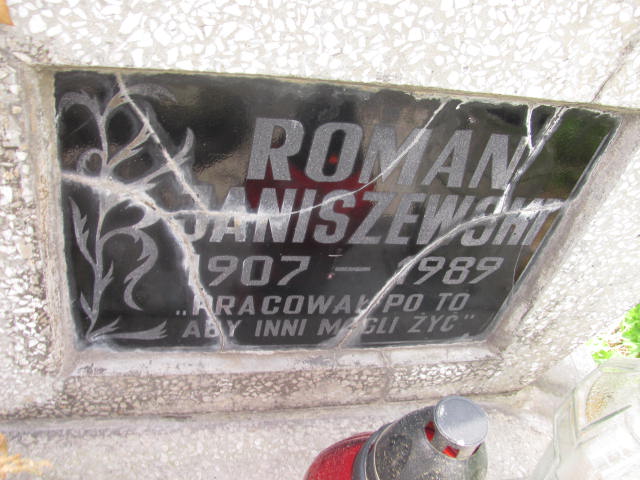 ROMAN
JANISZEWSKI
1907 — 1989
„PRACOWAŁ PO TO
ABY INNI MOGLI ŻYĆ"